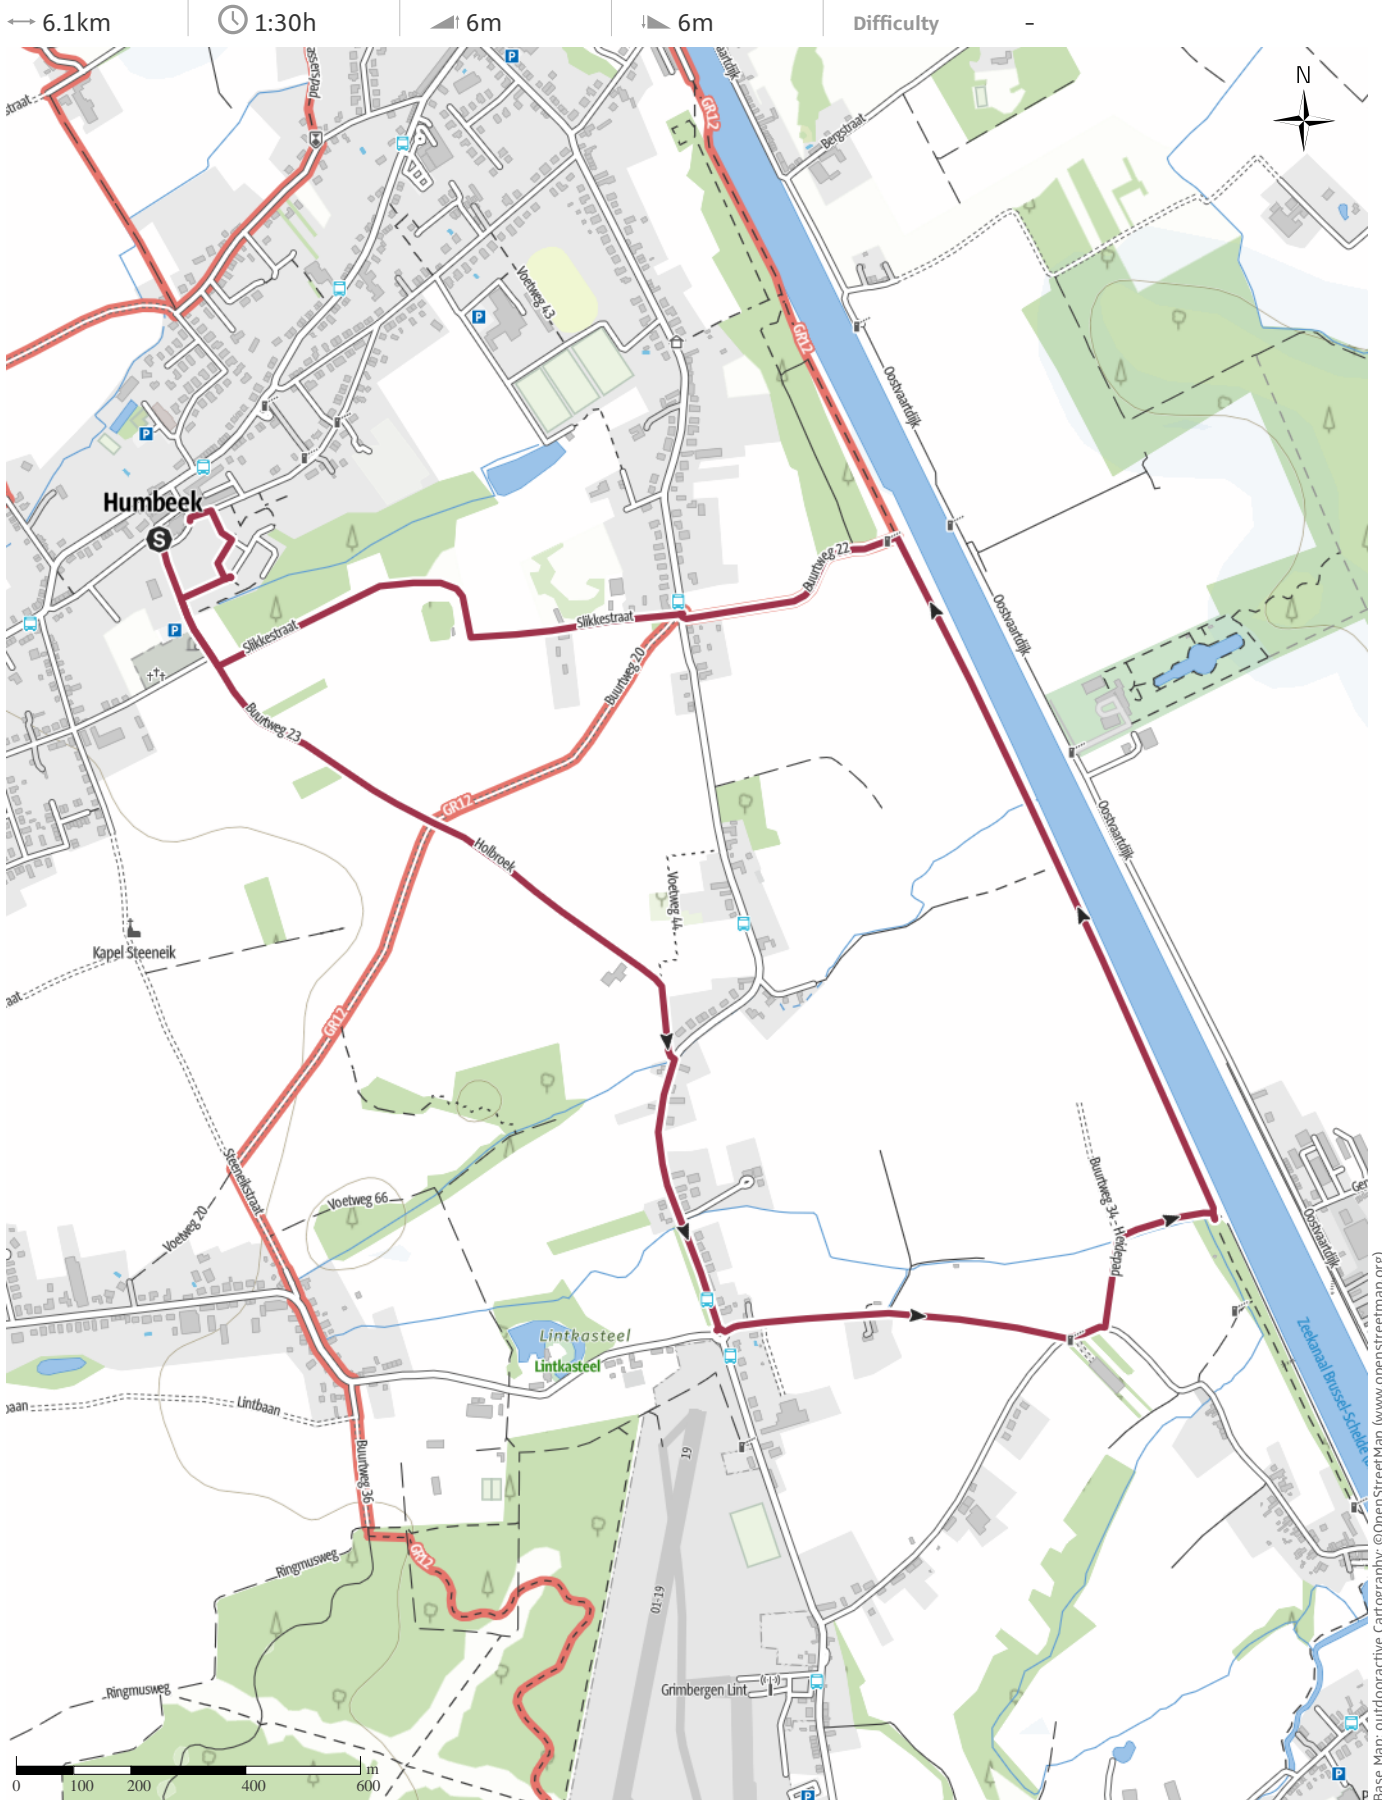 6.1km
1:30h
6m
6m
Difficulty
-
N
straat
GR12
Bergstraat
Voetweg 43
GR12
Oostvaartdijk
Humbeek
S
Buurtweg 22
Oostvaartdijk
Slikkestraat
Slikkestraat
Buurtweg 20
Buurtweg 23
GR12
Holbroek
Oostvaartdijk
Voetweg 44
Kapel Steeneik
aat
GR12
Steeneikstraat
Buurtweg 34 - Heidepad
Voetweg 66
Voetweg 20
Oostvaartdijk
Lintkasteel
Lintkasteel
Zeekanaal Brussel-Schelde
baan
Lintbaan
Buurtweg 36
19
GR12
Ringmusweg
01-19
Ringmusweg
Grimbergen Lint
m
0
100
200
400
600
Base Map: outdooractive Cartography; ©OpenStreetMap (www.openstreetmap.org)